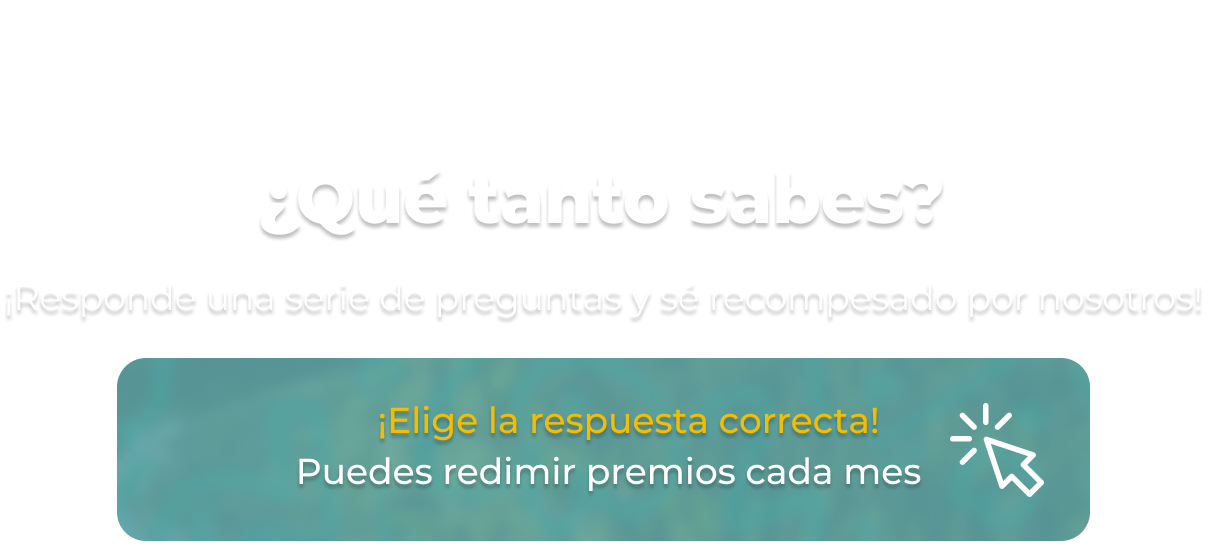 ¿Qué tanto sabes?
¡Responde una serie de preguntas y sé recompesado por nosotros!
¡Elige la respuesta correcta!
Puedes redimir premios cada mes